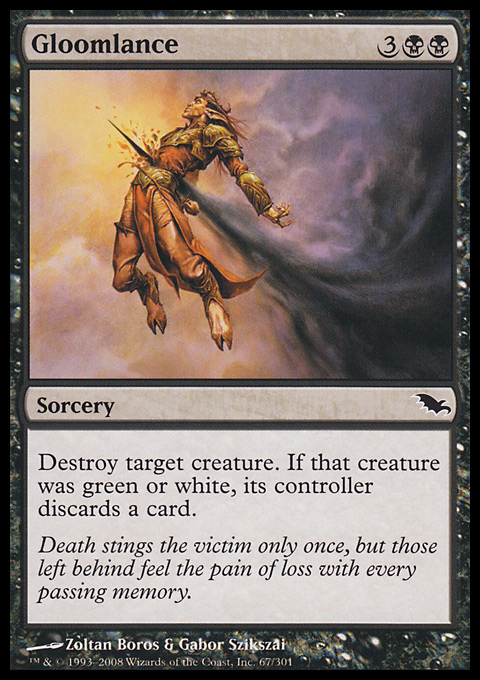 Gloomlance 3
Sorcery
Destroy target creature. If that creature
was green or white, its controller
discards a card.
Death stings the victim only once, but those
left behind feel the pain of loss with every
passing memory.
Zoltan Boros & Gabor Szikszai
™ & © 1993–2008 Wizards of the Coast, Inc. 67/301